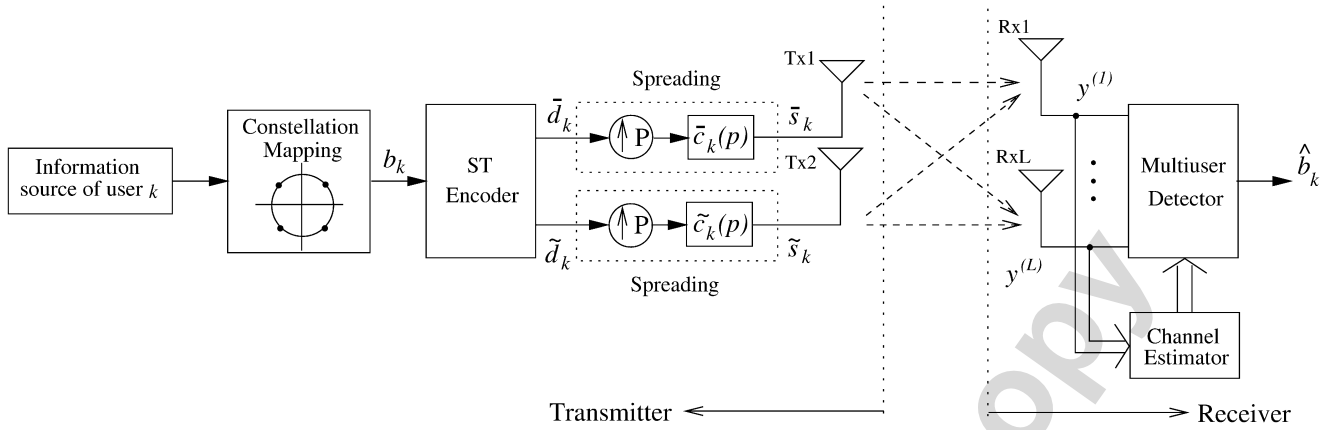 Information
source of user k
Constellation
Mapping
b_k
ST
Encoder
d̄_k
d̃_k
Spreading
↑ P
c̄_k(p)
s̄_k
↑ P
c̃_k(p)
s̃_k
Spreading
Tx1
Tx2
Rx1
RxL
y^(1)
y^(L)
Multiuser
Detector
b̂_k
Channel
Estimator
Transmitter
Receiver